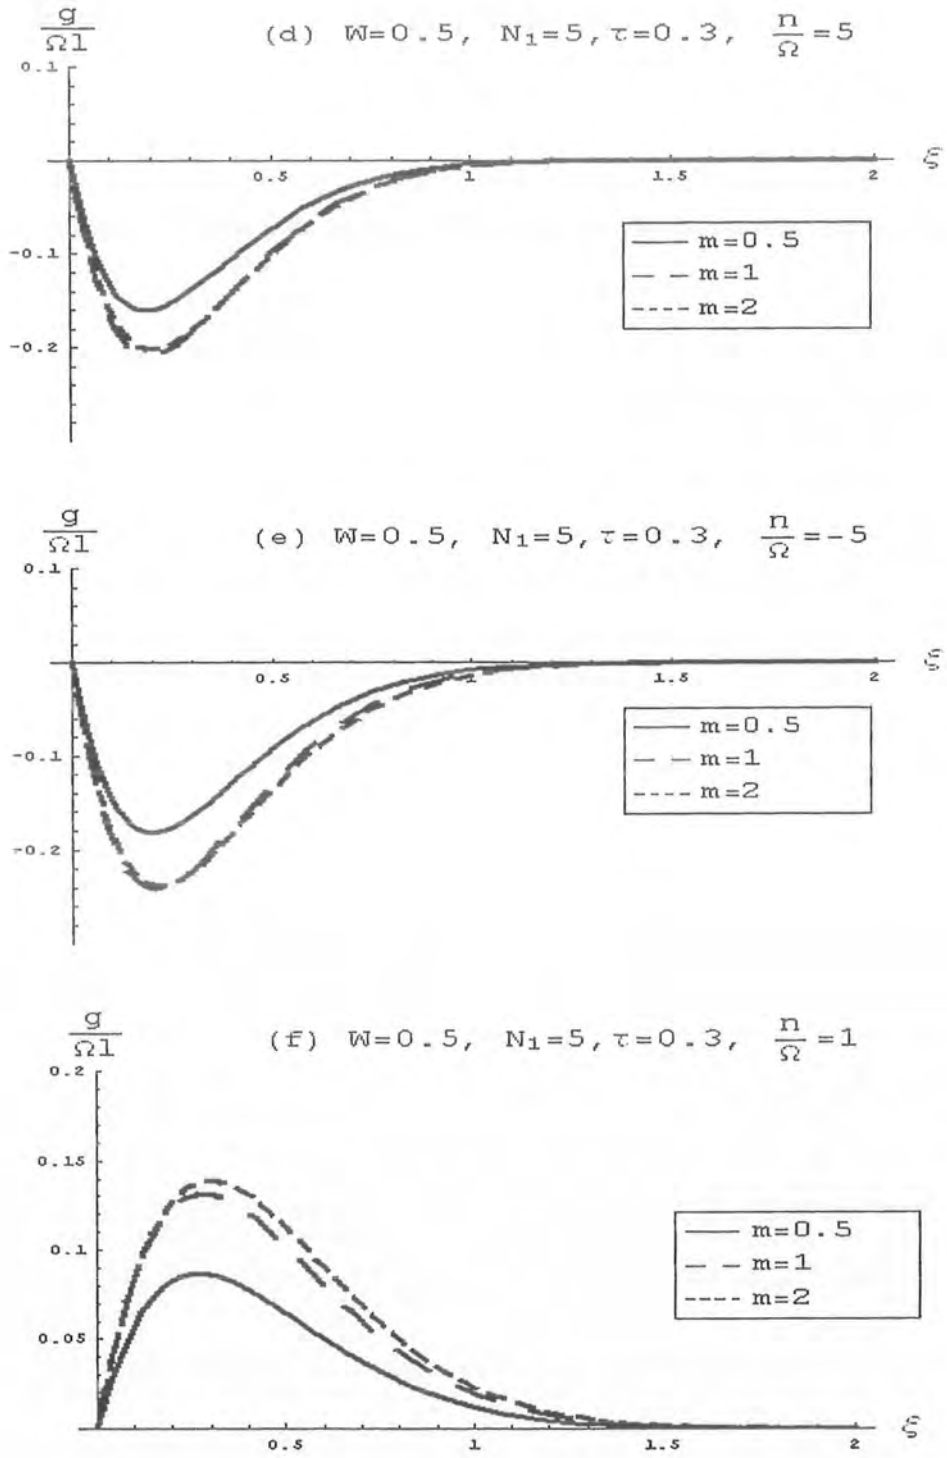 g/Ωl
(d) W=0.5, N₁=5, τ=0.3, n/Ω=5
0.1
0.5 1 1.5 2 ξ
-0.1
-0.2
m=0.5
m=1
m=2
g/Ωl
(e) W=0.5, N₁=5, τ=0.3, n/Ω=-5
0.1
0.5 1 1.5 2 ξ
-0.1
-0.2
m=0.5
m=1
m=2
g/Ωl
(f) W=0.5, N₁=5, τ=0.3, n/Ω=1
0.2
0.15
0.1
0.05
0.5 1 1.5 2 ξ
m=0.5
m=1
m=2